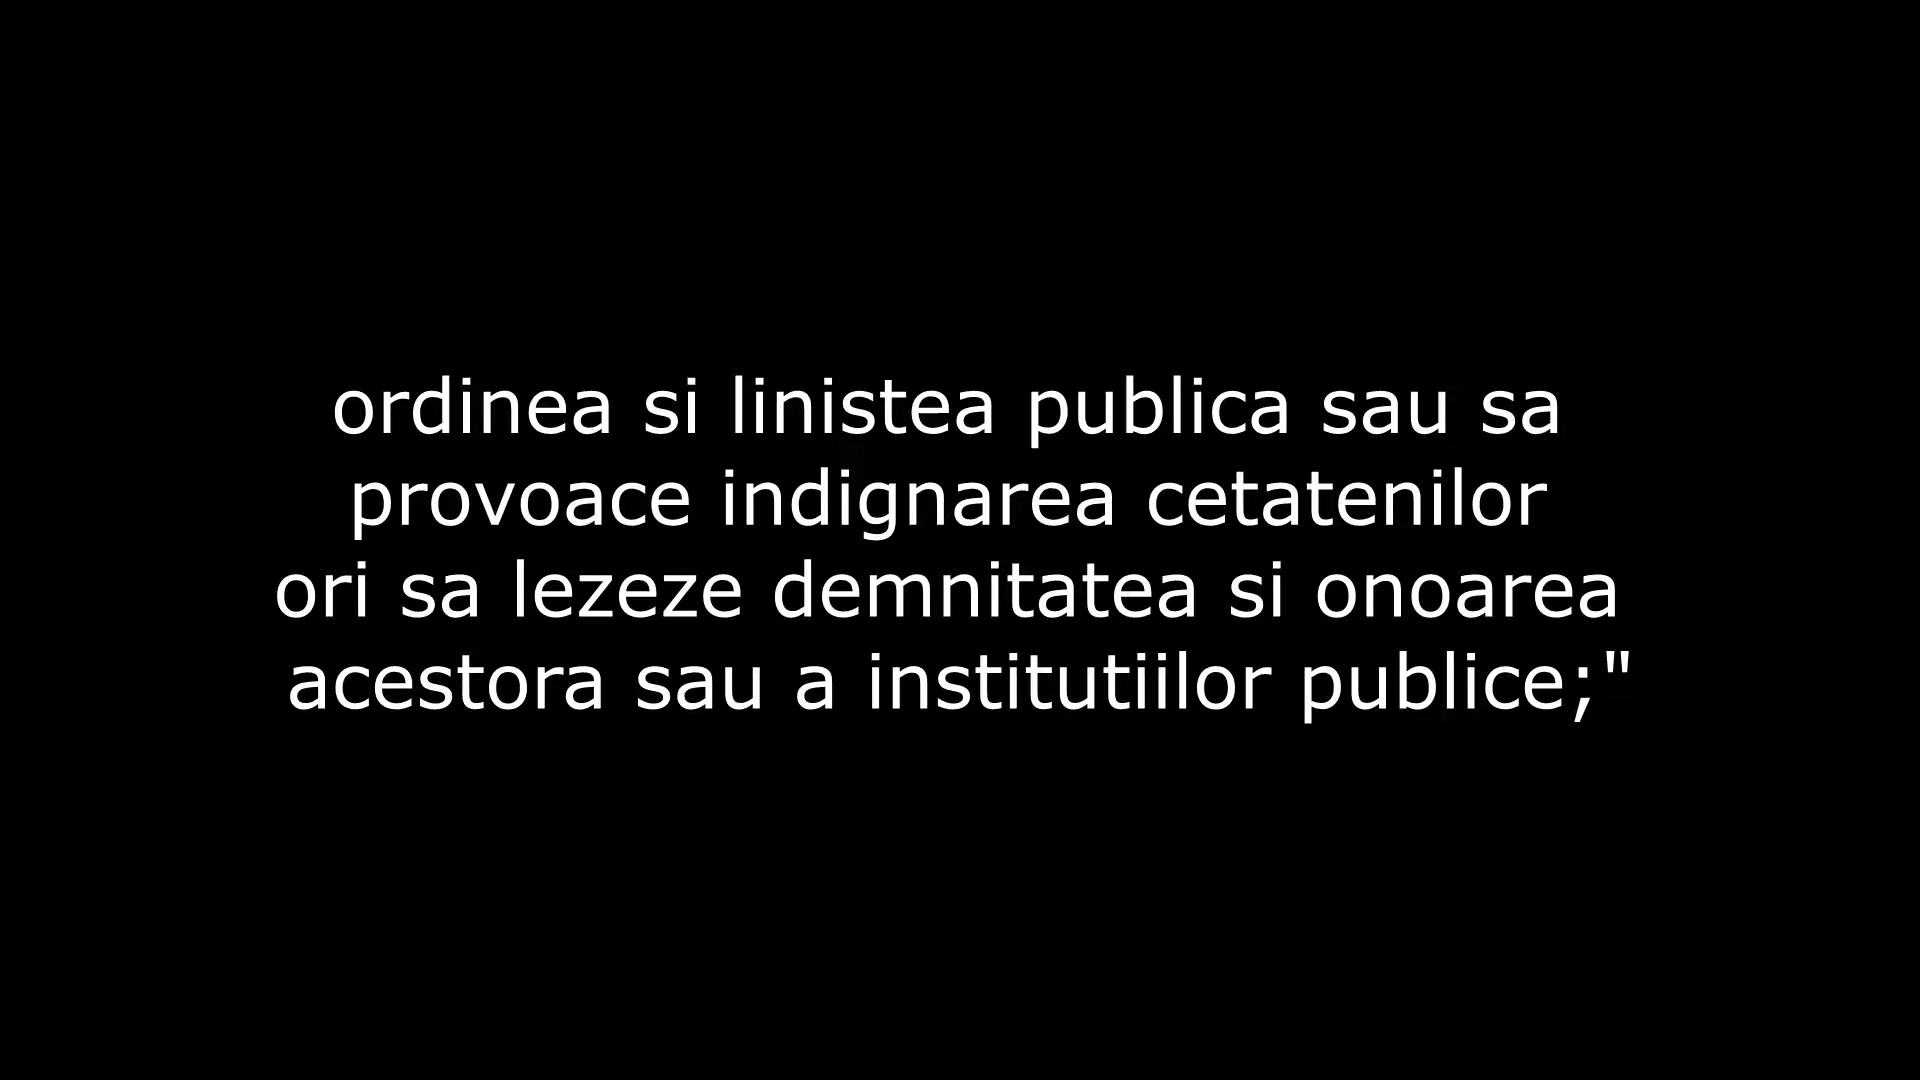 ordinea si linistea publica sau sa
provoace indignarea cetatenilor
ori sa lezeze demnitatea si onoarea
acestora sau a institutiilor publice;"